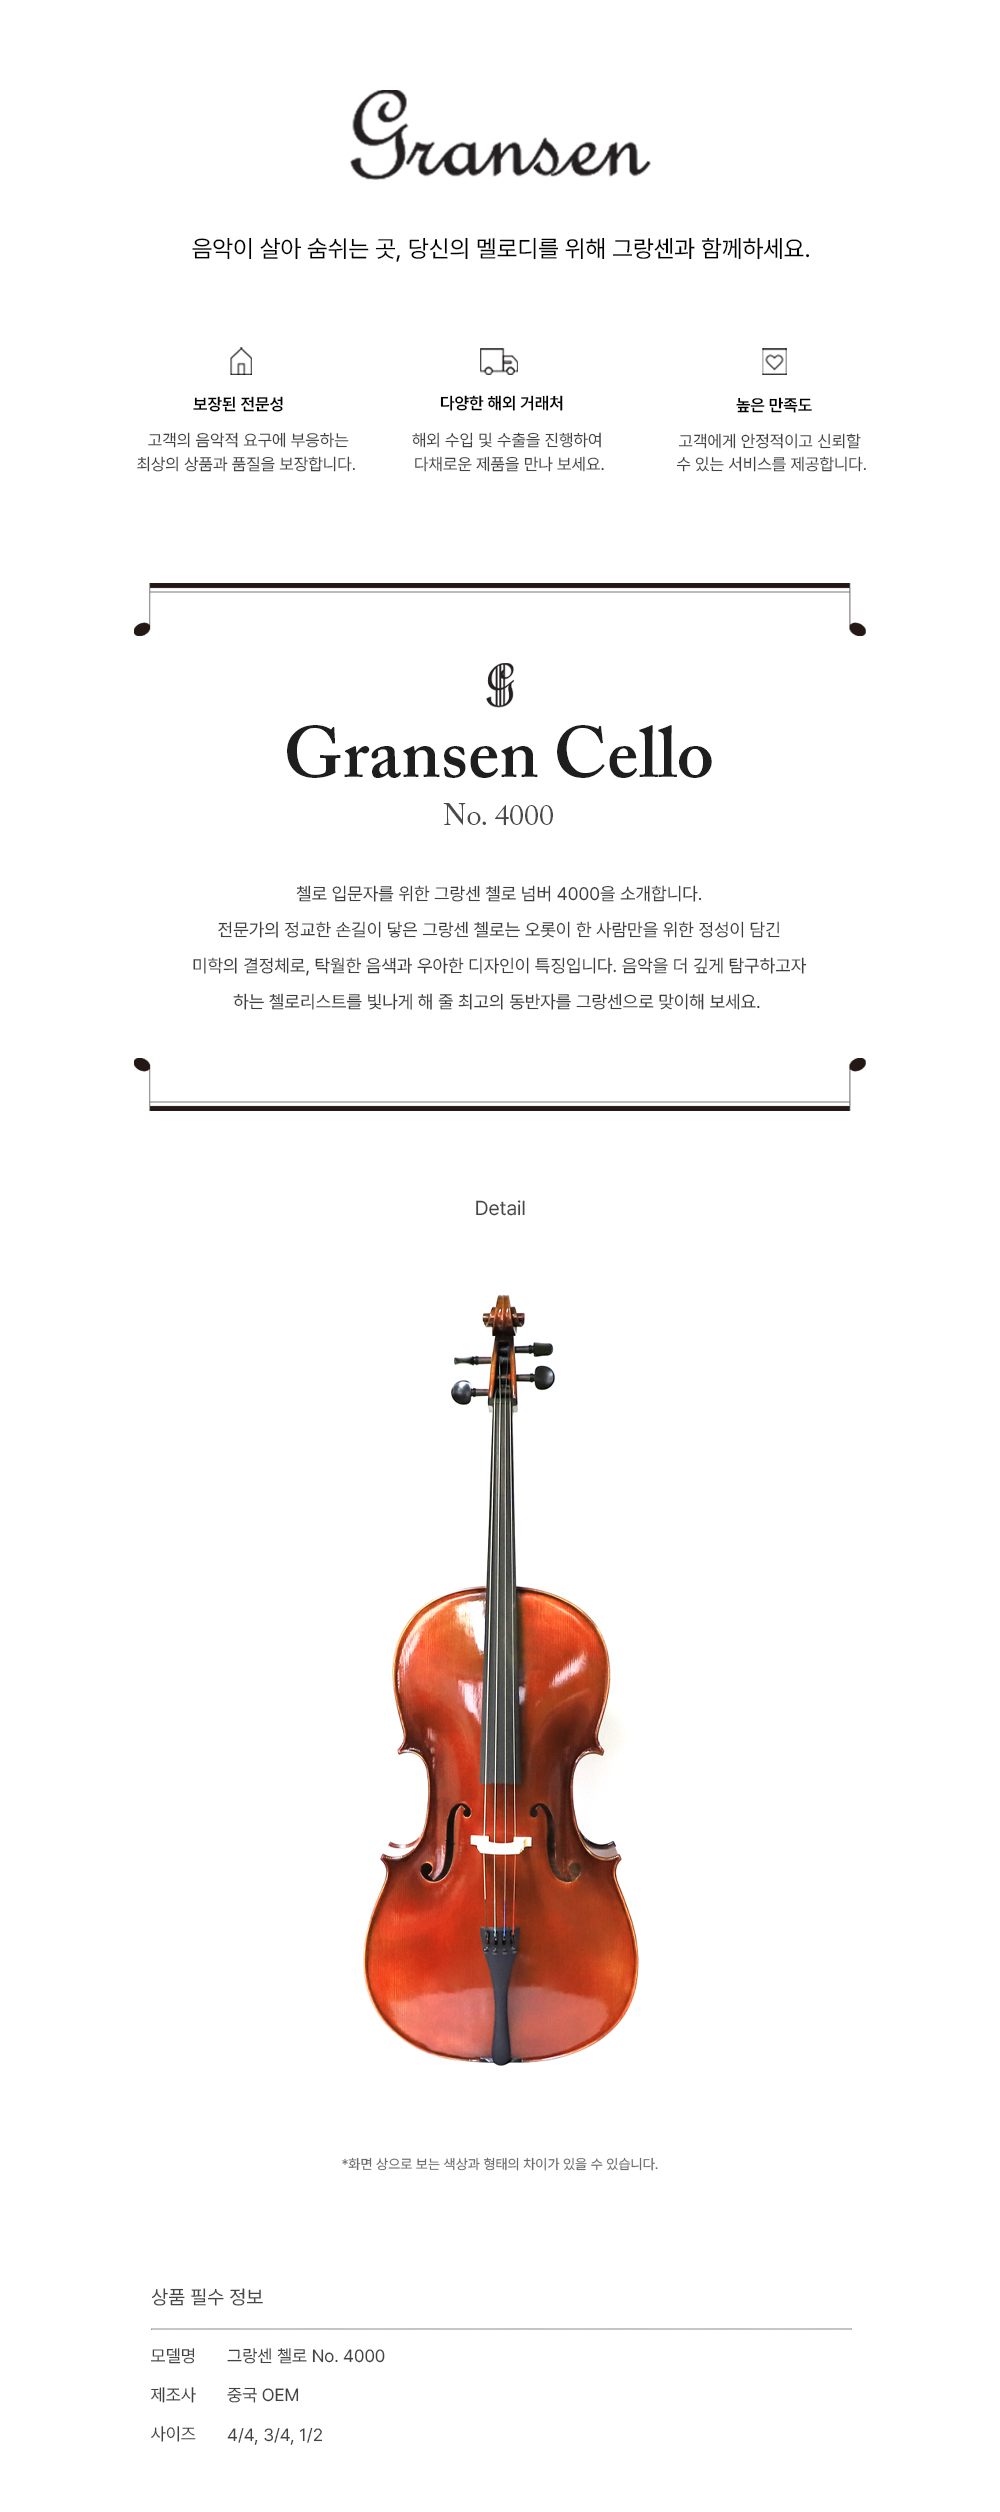 Gransen
음악이 살아 숨쉬는 곳, 당신의 멜로디를 위해 그랑센과 함께하세요.
보장된 전문성
고객의 음악적 요구에 부응하는
최상의 상품과 품질을 보장합니다.
다양한 해외 거래처
해외 수입 및 수출을 진행하여
다채로운 제품을 만나 보세요.
높은 만족도
고객에게 안정적이고 신뢰할
수 있는 서비스를 제공합니다.
Gransen Cello
No. 4000
첼로 입문자를 위한 그랑센 첼로 넘버 4000을 소개합니다.
전문가의 정교한 손길이 닿은 그랑센 첼로는 오롯이 한 사람만을 위한 정성이 담긴
미학의 결정체로, 탁월한 음색과 우아한 디자인이 특징입니다. 음악을 더 깊게 탐구하고자
하는 첼로리스트를 빛나게 해 줄 최고의 동반자를 그랑센으로 맞이해 보세요.
Detail
*화면 상으로 보는 색상과 형태의 차이가 있을 수 있습니다.
상품 필수 정보
모델명 그랑센 첼로 No. 4000
제조사 중국 OEM
사이즈 4/4, 3/4, 1/2